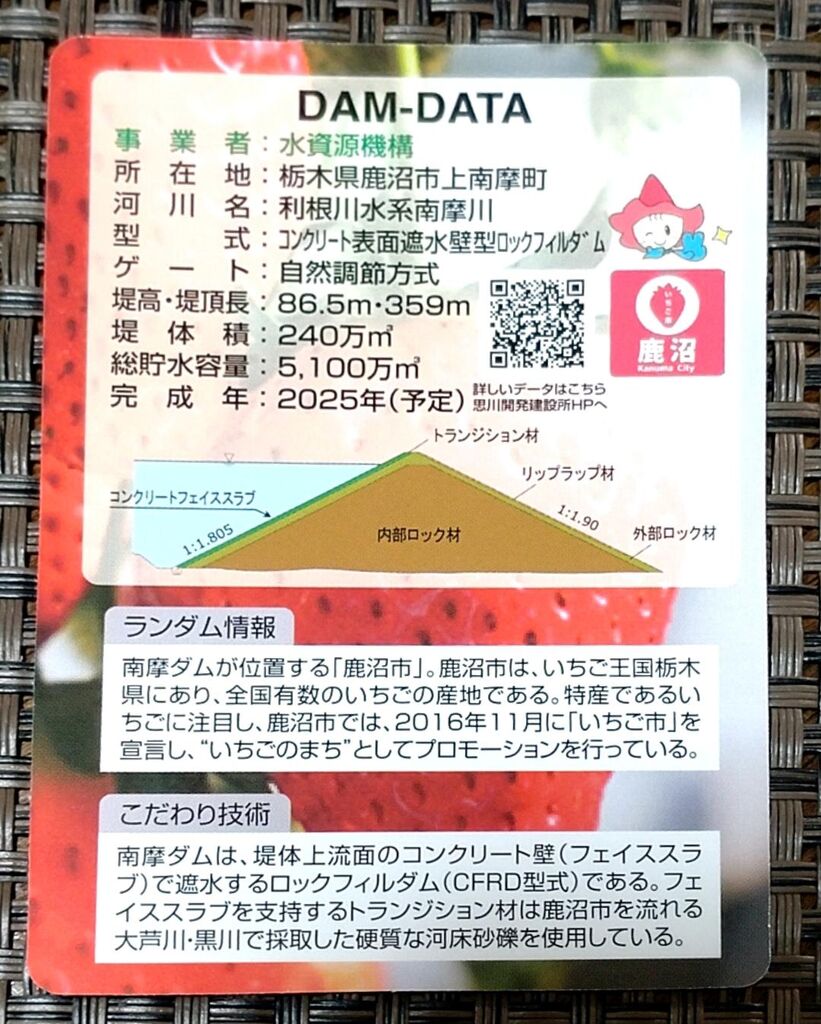 DAM-DATA
事業者：水資源機構
所在地：栃木県鹿沼市上南摩町
河川名：利根川水系南摩川
型式：コンクリート表面遮水壁型ロックフィルダム
ゲート：自然調節方式
堤高・堤頂長：86.5m・359m
堤体積：240万㎥
総貯水容量：5,100万㎥
完成年：2025年(予定)
詳しいデータはこちら
思川開発建設所HPへ
いちご市
鹿沼
Kanuma City
トランジション材
リップラップ材
コンクリートフェイススラブ
1:1.805
内部ロック材
1:1.90
外部ロック材
ランダム情報
南摩ダムが位置する「鹿沼市」。鹿沼市は、いちご王国栃木
県にあり、全国有数のいちごの産地である。特産であるい
ちごに注目し、鹿沼市では、2016年11月に「いちご市」を
宣言し、“いちごのまち”としてプロモーションを行っている。
こだわり技術
南摩ダムは、堤体上流面のコンクリート壁(フェイススラ
ブ)で遮水するロックフィルダム(CFRD型式)である。フェ
イススラブを支持するトランジション材は鹿沼市を流れる
大芦川・黒川で採取した硬質な河床砂礫を使用している。